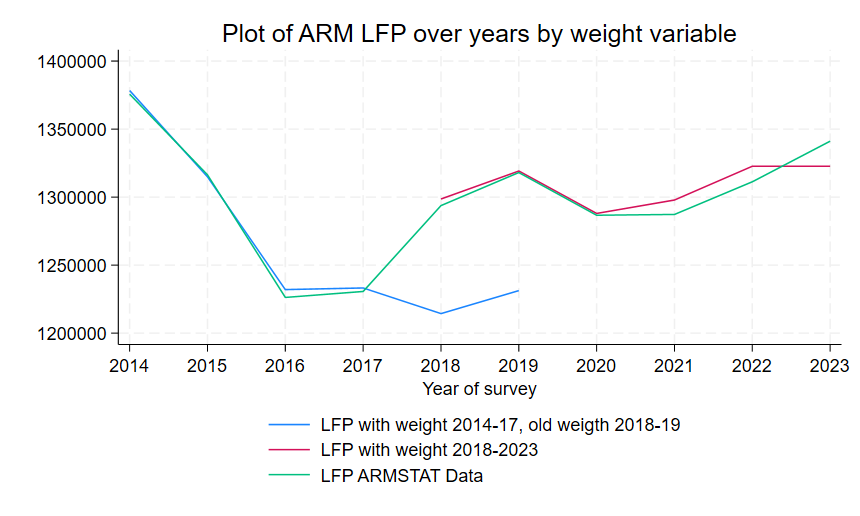 Plot of ARM LFP over years by weight variable
1400000
1350000
1300000
1250000
1200000
2014 2015 2016 2017 2018 2019 2020 2021 2022 2023
Year of survey
LFP with weight 2014-17, old weigth 2018-19
LFP with weight 2018-2023
LFP ARMSTAT Data